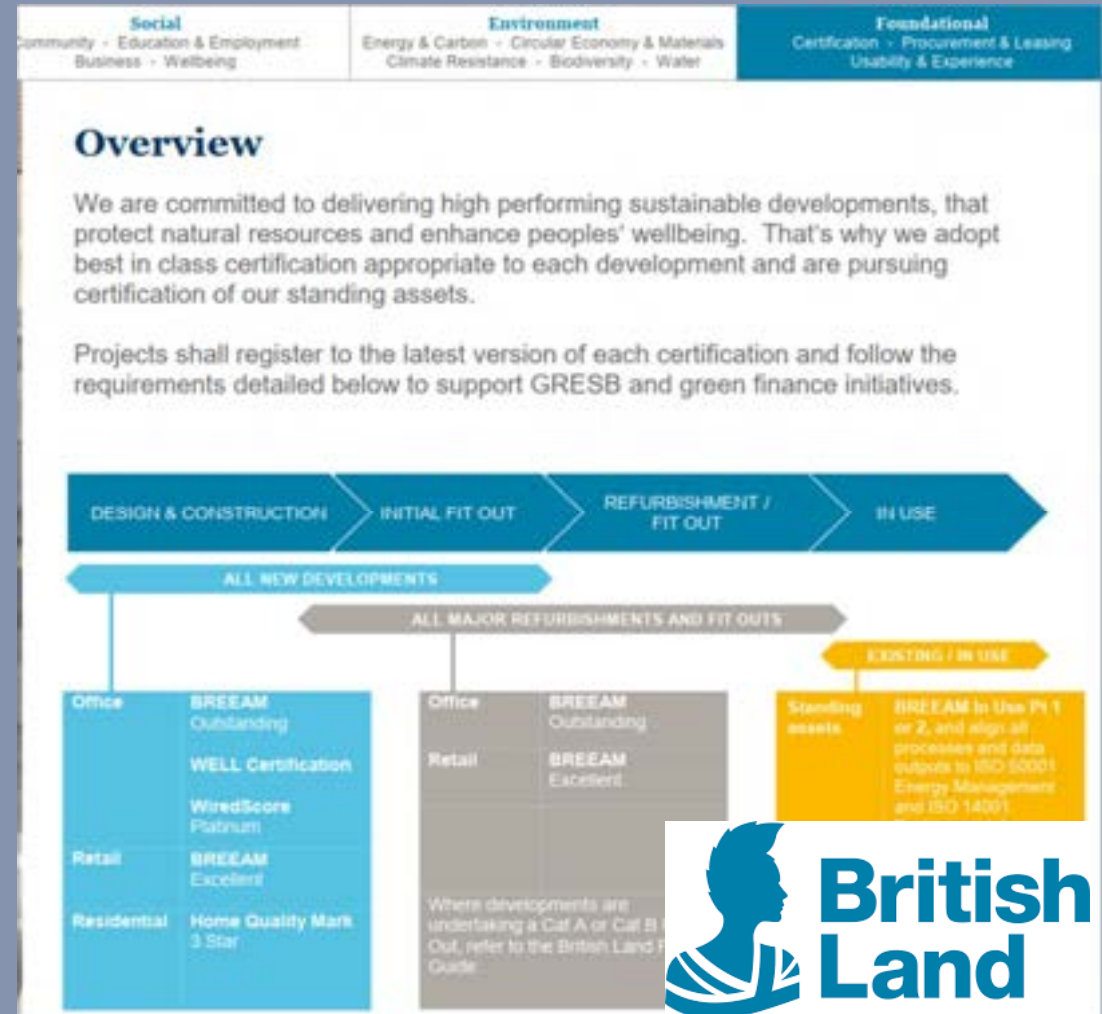 Social
Community - Education & Employment
Business - Wellbeing
Environment
Energy & Carbon - Circular Economy & Materials
Climate Resistance - Biodiversity - Water
Foundational
Certification - Procurement & Leasing
Usability & Experience
Overview
We are committed to delivering high performing sustainable developments, that
protect natural resources and enhance peoples' wellbeing. That's why we adopt
best in class certification appropriate to each development and are pursuing
certification of our standing assets.
Projects shall register to the latest version of each certification and follow the
requirements detailed below to support GRESB and green finance initiatives.
DESIGN & CONSTRUCTION
INITIAL FIT OUT
REFURBISHMENT /
FIT OUT
IN USE
ALL NEW DEVELOPMENTS
ALL MAJOR REFURBISHMENTS AND FIT OUTS
EXISTING / IN USE
Office
BREEAM
Outstanding
WELL Certification
WiredScore
Platinum
Retail
BREEAM
Excellent
Residential
Home Quality Mark
3 Star
Office
BREEAM
Outstanding
Retail
BREEAM
Excellent
Where developments are
undertaking a Cat A or Cat B
Out, refer to the British Land
Guide
Standing
assets
BREEAM In Use Pt 1
or 2, and align all
processes and data
outputs to ISO 50001
Energy Management
and ISO 14001
British
Land